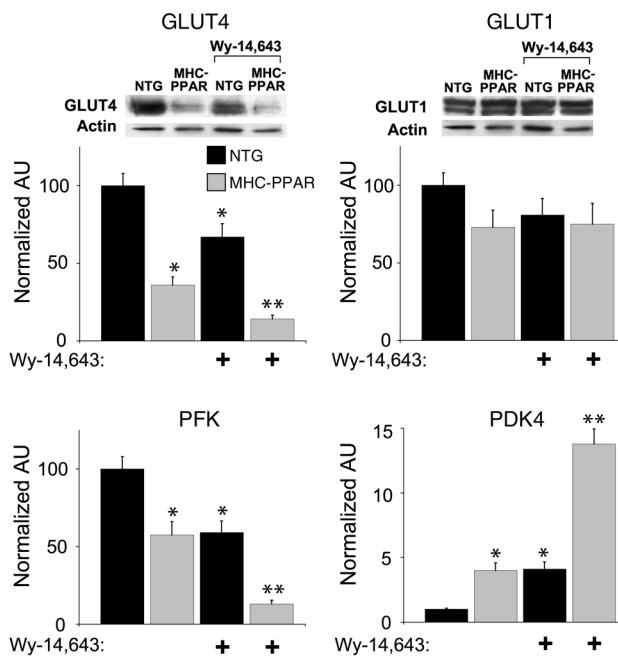 GLUT4
Wy-14,643
NTG MHC-PPAR NTG MHC-PPAR
GLUT4
Actin
NTG
MHC-PPAR
Normalized AU
100
50
0
* * **
Wy-14,643: + +
GLUT1
Wy-14,643
NTG MHC-PPAR NTG MHC-PPAR
GLUT1
Actin
Normalized AU
100
50
0
Wy-14,643: + +
PFK
Normalized AU
100
50
0
* * **
Wy-14,643: + +
PDK4
Normalized AU
15
10
5
0
* * **
Wy-14,643: + +